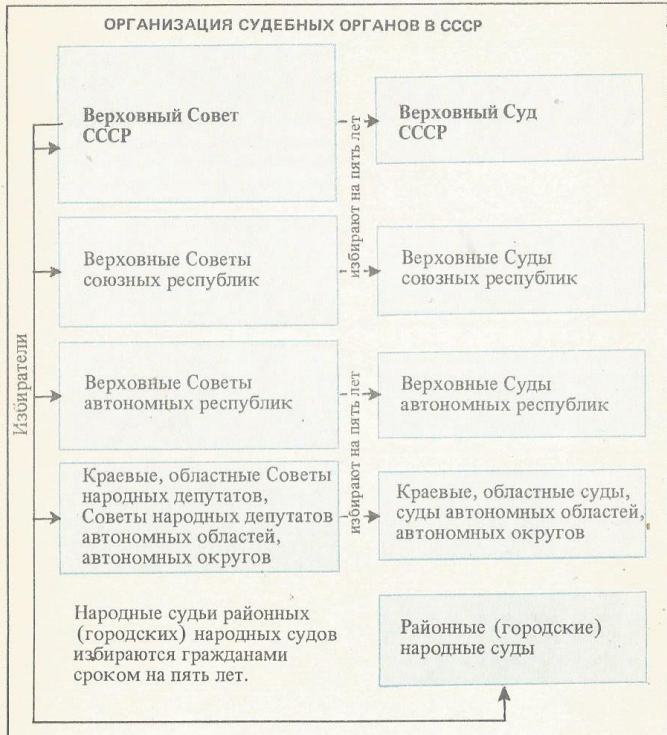 ОРГАНИЗАЦИЯ СУДЕБНЫХ ОРГАНОВ В СССР
Избиратели
Верховный Совет
СССР
избирают на пять лет
Верховный Суд
СССР
Верховные Советы
союзных республик
Верховные Суды
союзных республик
Верховные Советы
автономных республик
избирают на пять лет
Верховные Суды
автономных республик
Краевые, областные Советы
народных депутатов,
Советы народных депутатов
автономных областей,
автономных округов
Краевые, областные суды,
суды автономных областей,
автономных округов
Народные судьи районных
(городских) народных судов
избираются гражданами
сроком на пять лет.
Районные (городские)
народные суды